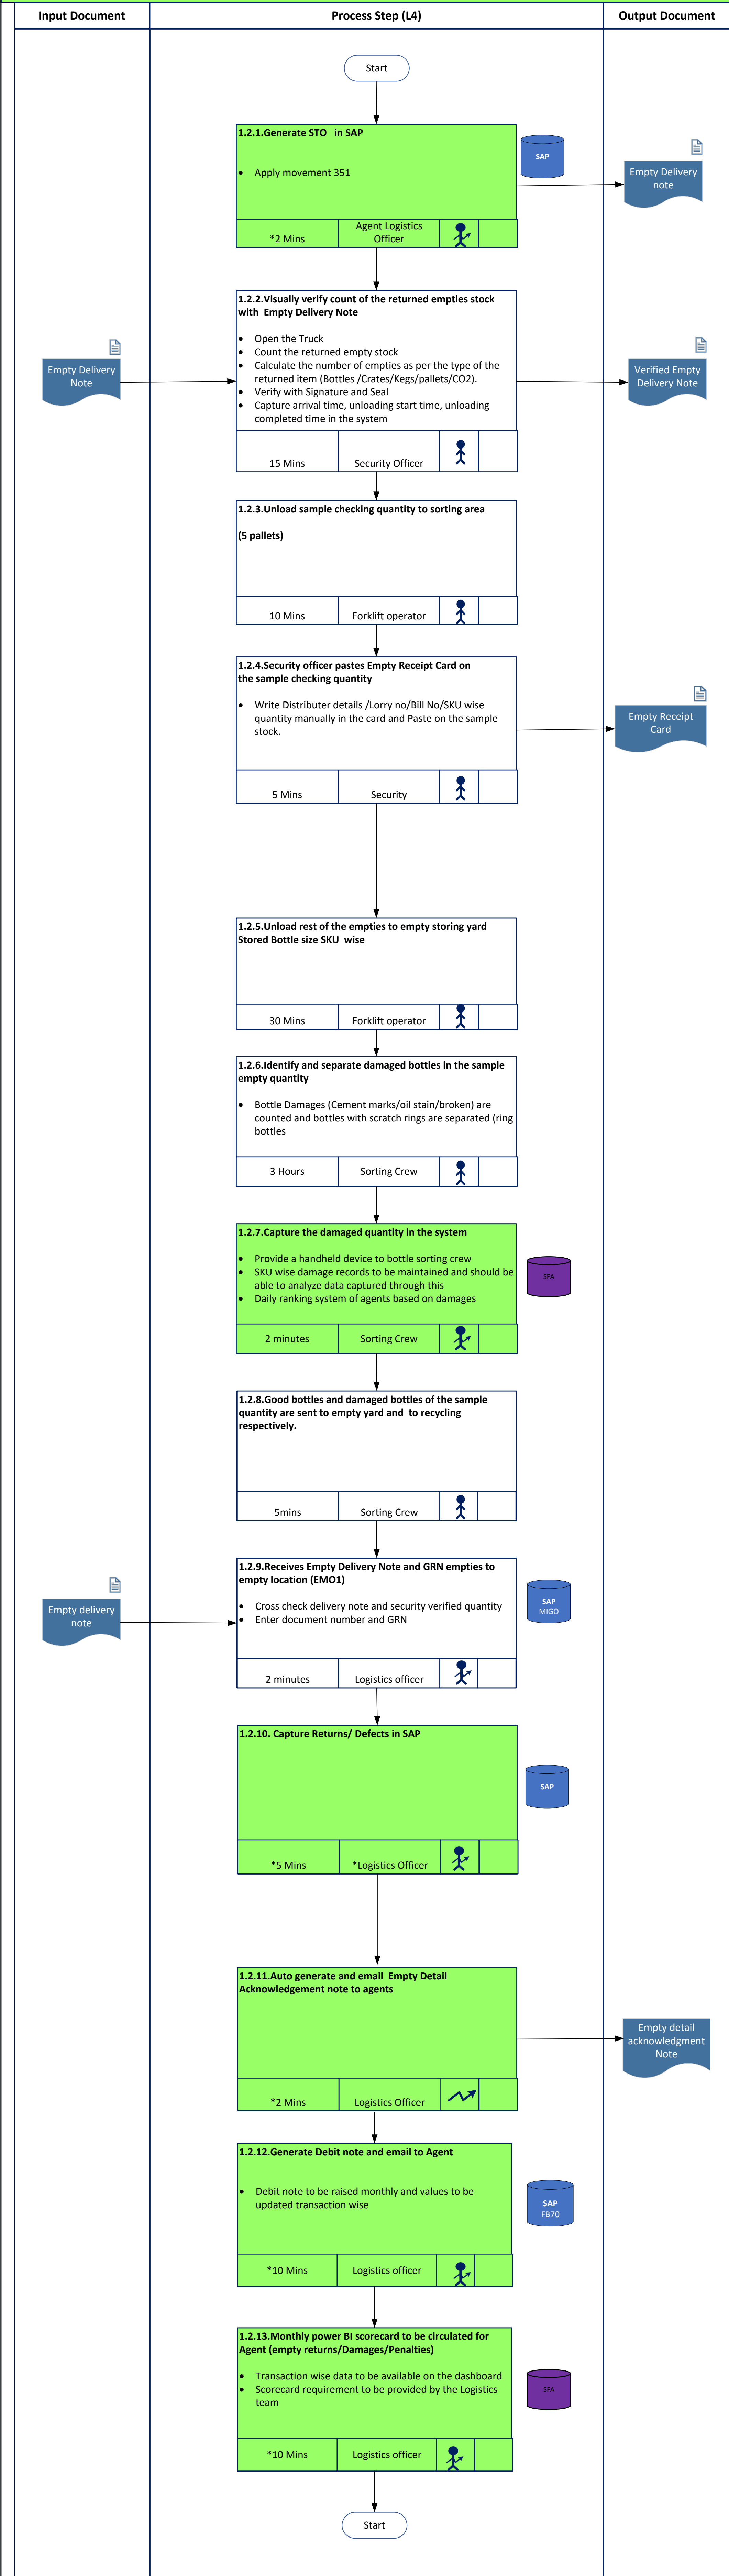 Input Document
Process Step (L4)
Output Document
Start
1.2.1.Generate STO in SAP
• Apply movement 351
*2 Mins
Agent Logistics
Officer
SAP
Empty Delivery
note
1.2.2.Visually verify count of the returned empties stock
with Empty Delivery Note
• Open the Truck
• Count the returned empty stock
• Calculate the number of empties as per the type of the
returned item (Bottles /Crates/Kegs/pallets/CO2).
• Verify with Signature and Seal
• Capture arrival time, unloading start time, unloading
completed time in the system
15 Mins
Security Officer
Empty Delivery
Note
Verified Empty
Delivery Note
1.2.3.Unload sample checking quantity to sorting area
(5 pallets)
10 Mins
Forklift operator
1.2.4.Security officer pastes Empty Receipt Card on
the sample checking quantity
• Write Distributer details /Lorry no/Bill No/SKU wise
quantity manually in the card and Paste on the sample
stock.
5 Mins
Security
Empty Receipt
Card
1.2.5.Unload rest of the empties to empty storing yard
Stored Bottle size SKU wise
30 Mins
Forklift operator
1.2.6.Identify and separate damaged bottles in the sample
empty quantity
• Bottle Damages (Cement marks/oil stain/broken) are
counted and bottles with scratch rings are separated (ring
bottles
3 Hours
Sorting Crew
1.2.7.Capture the damaged quantity in the system
• Provide a handheld device to bottle sorting crew
• SKU wise damage records to be maintained and should be
able to analyze data captured through this
• Daily ranking system of agents based on damages
2 minutes
Sorting Crew
SFA
1.2.8.Good bottles and damaged bottles of the sample
quantity are sent to empty yard and to recycling
respectively.
5mins
Sorting Crew
1.2.9.Receives Empty Delivery Note and GRN empties to
empty location (EMO1)
• Cross check delivery note and security verified quantity
• Enter document number and GRN
2 minutes
Logistics officer
Empty delivery
note
SAP
MIGO
1.2.10. Capture Returns/ Defects in SAP
*5 Mins
*Logistics Officer
SAP
1.2.11.Auto generate and email Empty Detail
Acknowledgement note to agents
*2 Mins
Logistics Officer
Empty detail
acknowledgment
Note
1.2.12.Generate Debit note and email to Agent
• Debit note to be raised monthly and values to be
updated transaction wise
*10 Mins
Logistics officer
SAP
FB70
1.2.13.Monthly power BI scorecard to be circulated for
Agent (empty returns/Damages/Penalties)
• Transaction wise data to be available on the dashboard
• Scorecard requirement to be provided by the Logistics
team
*10 Mins
Logistics officer
SFA
Start